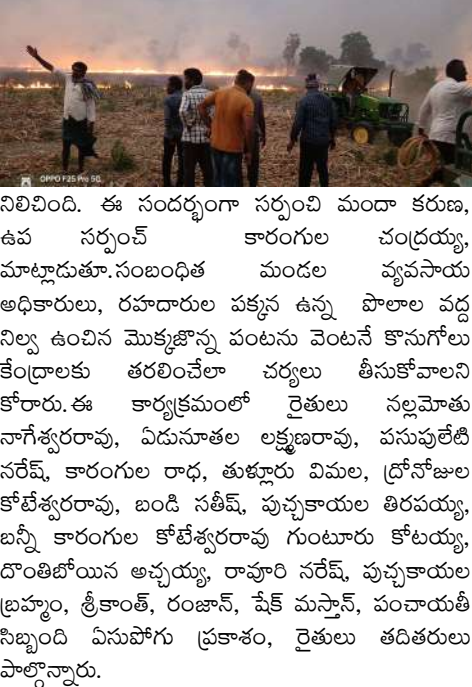 OPPO F25 Pro 5G
నిలిచింది. ఈ సందర్భంగా సర్పంచి మందా కరుణ,
ఉప సర్పంచ్ కారంగుల చంద్రయ్య,
మాట్లాడుతూ.సంబంధిత మండల వ్యవసాయ
అధికారులు, రహదారుల పక్కన ఉన్న పొలాల వద్ద
నిల్వ ఉంచిన మొక్కజొన్న పంటను వెంటనే కొనుగోలు
కేంద్రాలకు తరలించేలా చర్యలు తీసుకోవాలని
కోరారు.ఈ కార్యక్రమంలో రైతులు నల్లమోతు
నాగేశ్వరరావు, ఏడునూతల లక్ష్మణరావు, పసుపులేటి
నరేష్, కారంగుల రాధ, తుళ్లూరు విమల, ద్రోనోజుల
కోటేశ్వరరావు, బండి సతీష్, పుచ్చకాయల తిరపయ్య,
బన్నీ కారంగుల కోటేశ్వరరావు గుంటూరు కోటయ్య,
దొంతిబోయిన అచ్చయ్య, రావూరి నరేష్, పుచ్చకాయల
బ్రహ్మం, శ్రీకాంత్, రంజాన్, షేక్ మస్తాన్, పంచాయతీ
సిబ్బంది ఏసుపోగు ప్రకాశం, రైతులు తదితరులు
పాల్గొన్నారు.